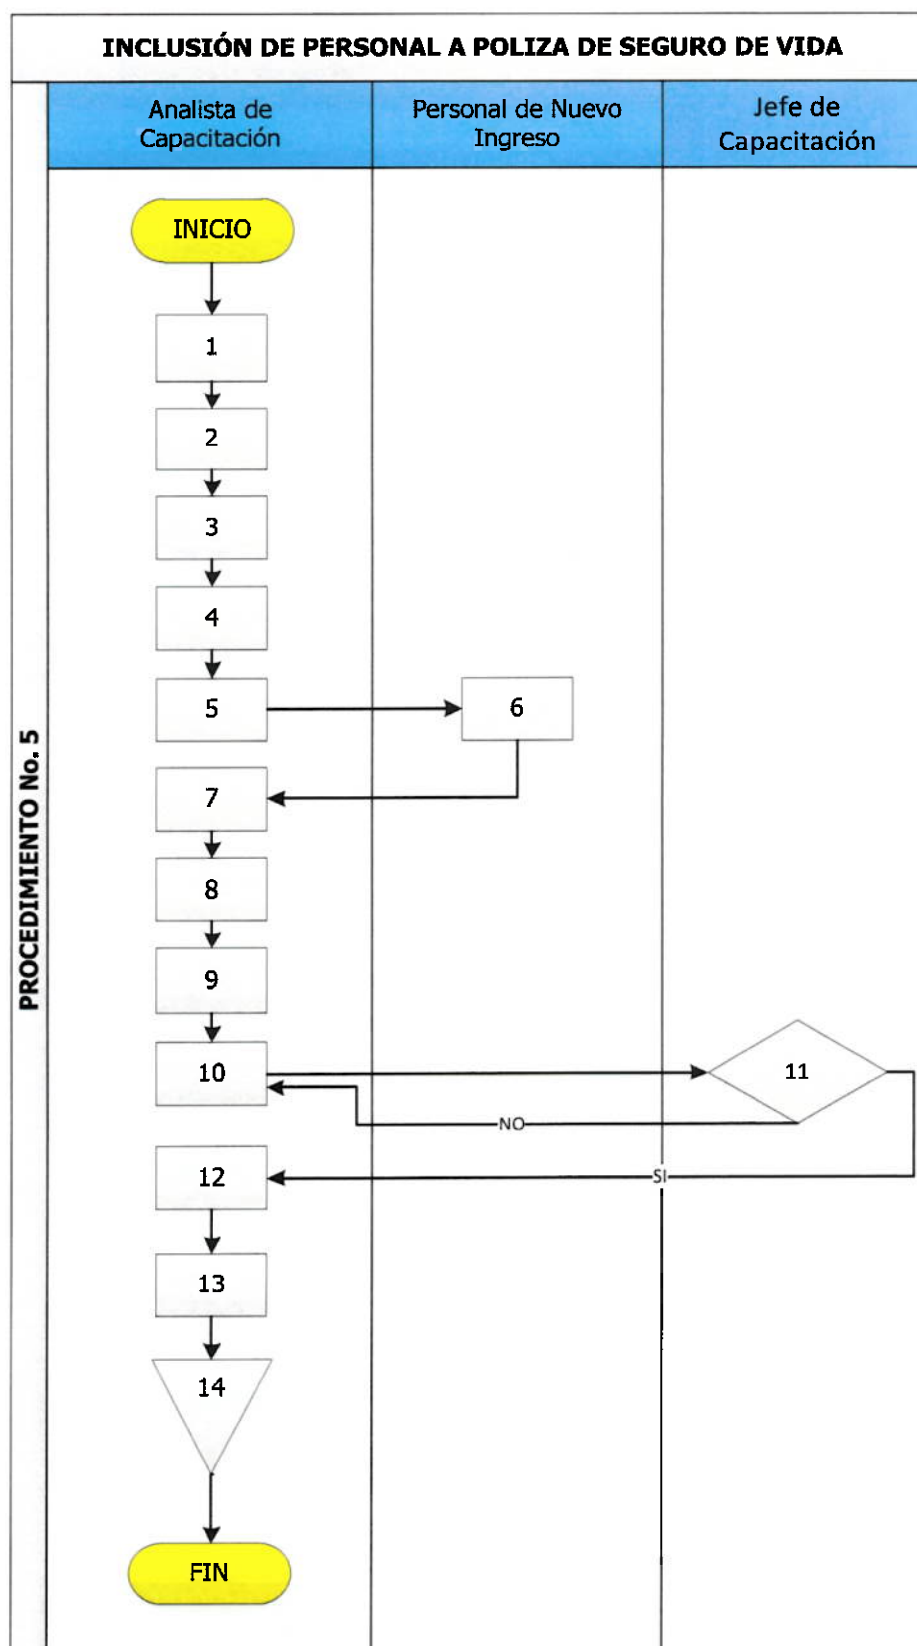 INCLUSIÓN DE PERSONAL A POLIZA DE SEGURO DE VIDA
PROCEDIMIENTO No. 5
Analista de
Capacitación
Personal de Nuevo
Ingreso
Jefe de
Capacitación
INICIO
1
2
3
4
5
6
7
8
9
10
11
NO
12
SI
13
14
FIN